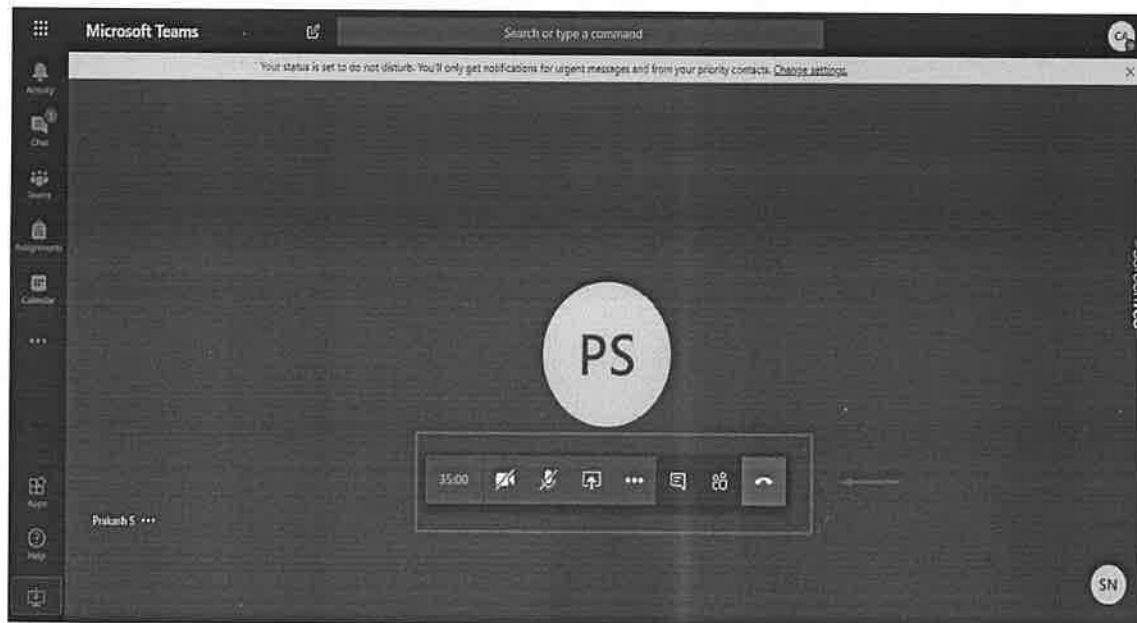 Microsoft Teams
Search or type a command
CA
Your status is set to do not disturb. You'll only get notifications for urgent messages and from your priority contacts. Change settings.
Activity
Chat
Teams
Assignments
Calendar
PS
35:00
Apps
Prakash S
Help
SN